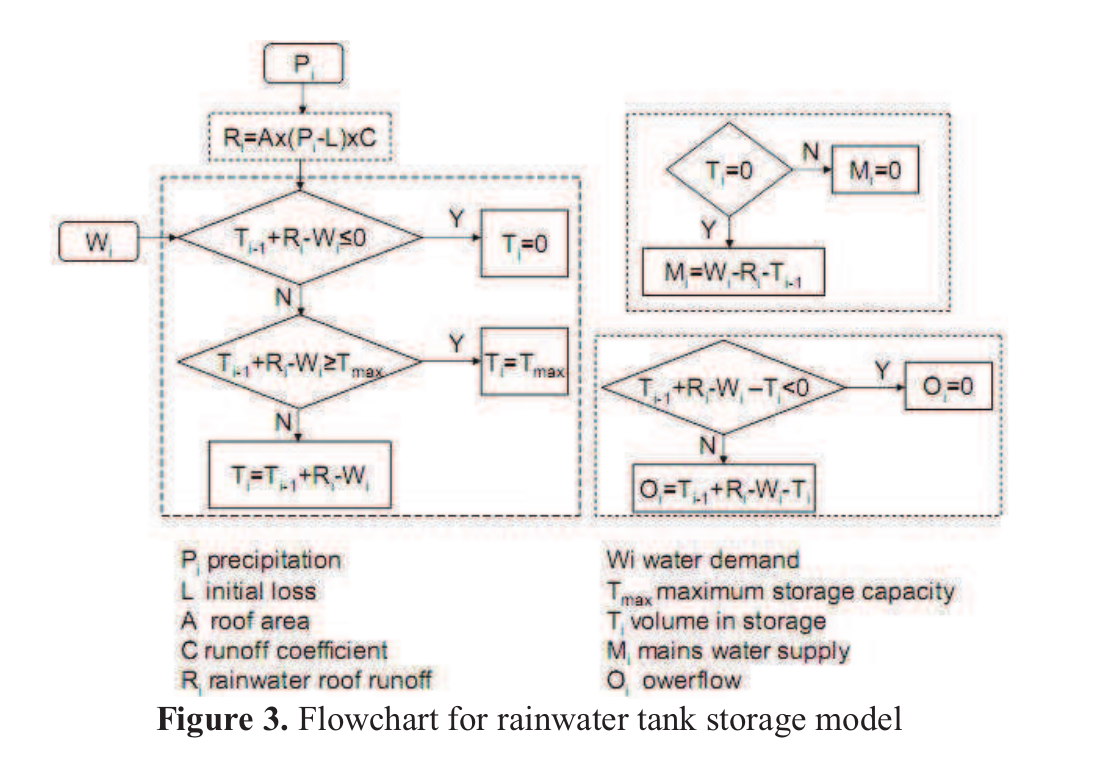 P_i
R_i=Ax(P_i-L)xC
W_i
T_{i-1}+R_i-W_i≤0
Y
T_i=0
N
T_{i-1}+R_i-W_i≥T_{max}
Y
T_i=T_{max}
N
T_i=T_{i-1}+R_i-W_i
T_i=0
N
M_i=0
Y
M_i=W_i-R_i-T_{i-1}
T_{i-1}+R_i-W_i–T_i<0
Y
O_i=0
N
O_i=T_{i-1}+R_i-W_i-T_i
P_i precipitation
L initial loss
A roof area
C runoff coefficient
R_i rainwater roof runoff
Wi water demand
T_{max} maximum storage capacity
T_i volume in storage
M_i mains water supply
O_i owerflow
Figure 3. Flowchart for rainwater tank storage model